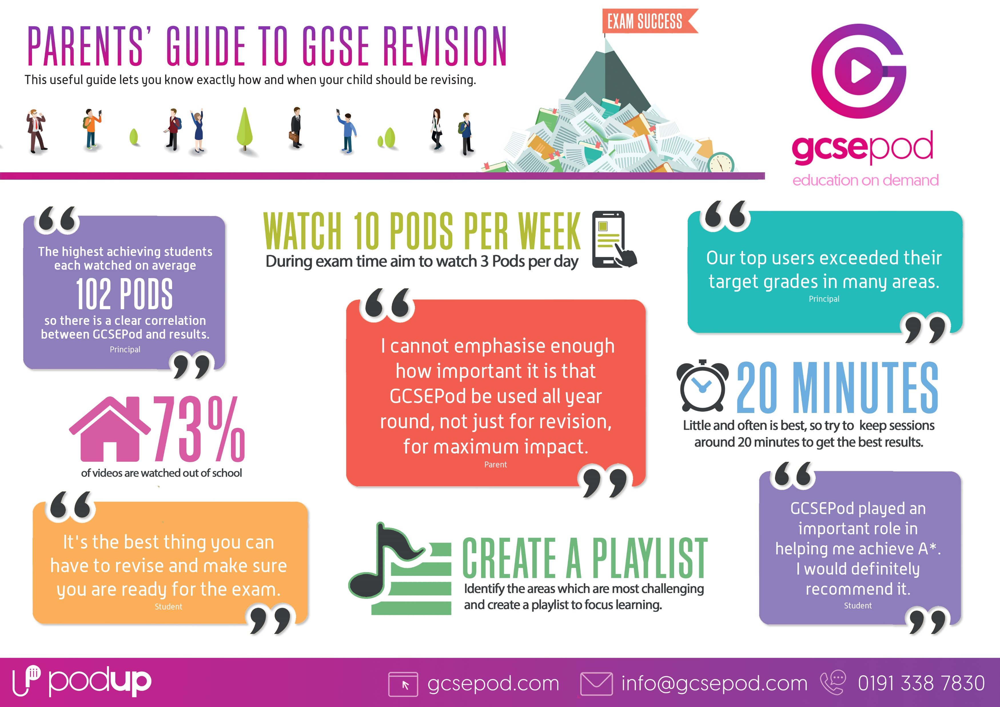 PARENTS' GUIDE TO GCSE REVISION
This useful guide lets you know exactly how and when your child should be revising.
EXAM SUCCESS
gcsepod
education on demand
The highest achieving students
each watched on average
102 PODS
so there is a clear correlation
between GCSEPod and results.
Principal
WATCH 10 PODS PER WEEK
During exam time aim to watch 3 Pods per day
Our top users exceeded their
target grades in many areas.
Principal
73%
of videos are watched out of school
I cannot emphasise enough
how important it is that
GCSEPod be used all year
round, not just for revision,
for maximum impact.
Parent
20 MINUTES
Little and often is best, so try to keep sessions
around 20 minutes to get the best results.
It's the best thing you can
have to revise and make sure
you are ready for the exam.
Student
CREATE A PLAYLIST
Identify the areas which are most challenging
and create a playlist to focus learning.
GCSEPod played an
important role in
helping me achieve A*.
I would definitely
recommend it.
Student
podup
gcsepod.com
info@gcsepod.com
0191 338 7830